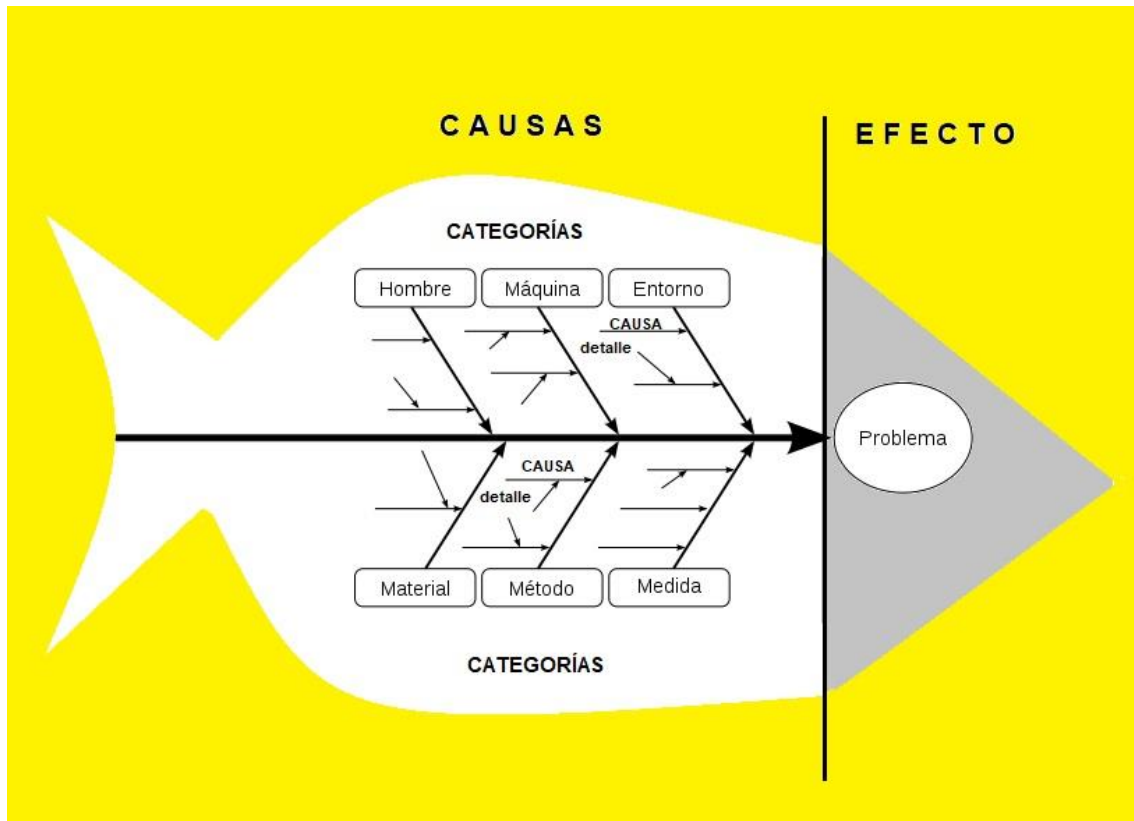 CAUSAS
EFECTO
CATEGORÍAS
Hombre
Máquina
Entorno
CAUSA
detalle
Problema
CAUSA
detalle
Material
Método
Medida
CATEGORÍAS